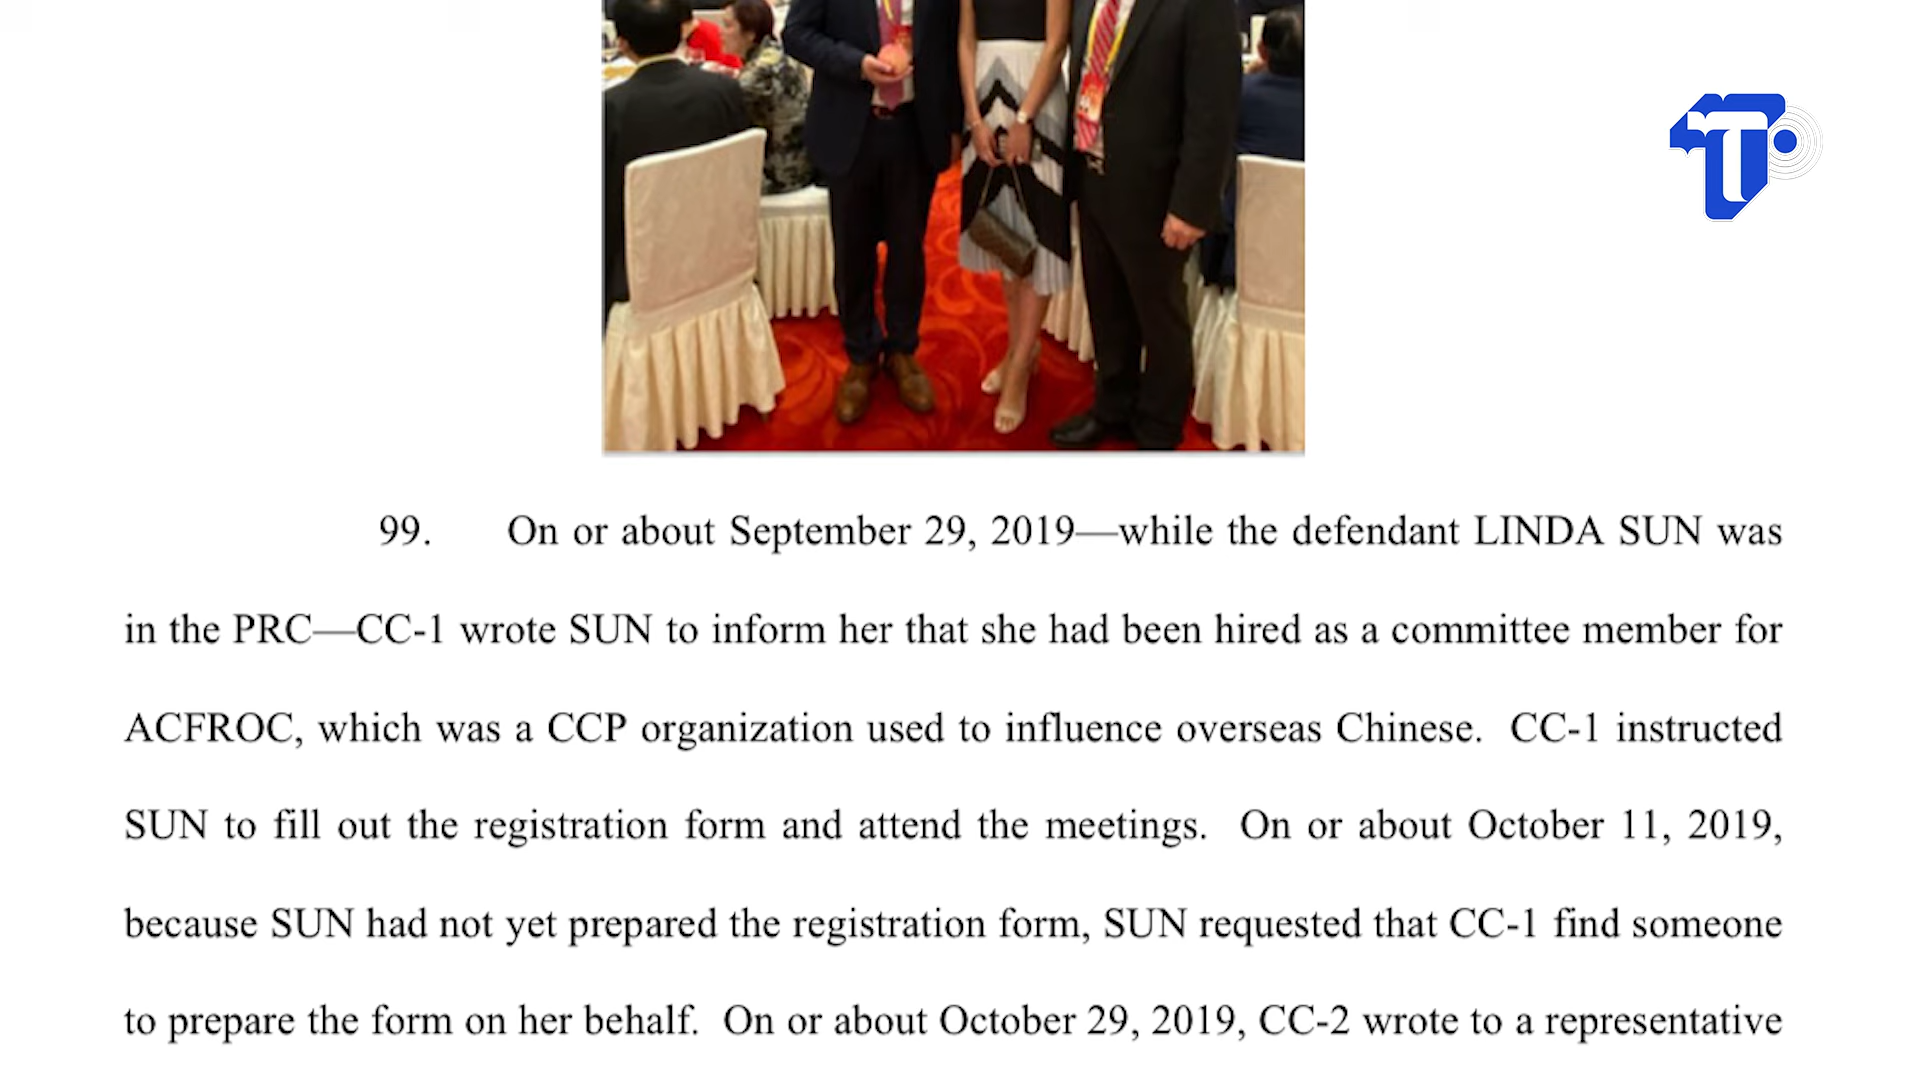 99. On or about September 29, 2019—while the defendant LINDA SUN was
in the PRC—CC-1 wrote SUN to inform her that she had been hired as a committee member for
ACFROC, which was a CCP organization used to influence overseas Chinese. CC-1 instructed
SUN to fill out the registration form and attend the meetings. On or about October 11, 2019,
because SUN had not yet prepared the registration form, SUN requested that CC-1 find someone
to prepare the form on her behalf. On or about October 29, 2019, CC-2 wrote to a representative